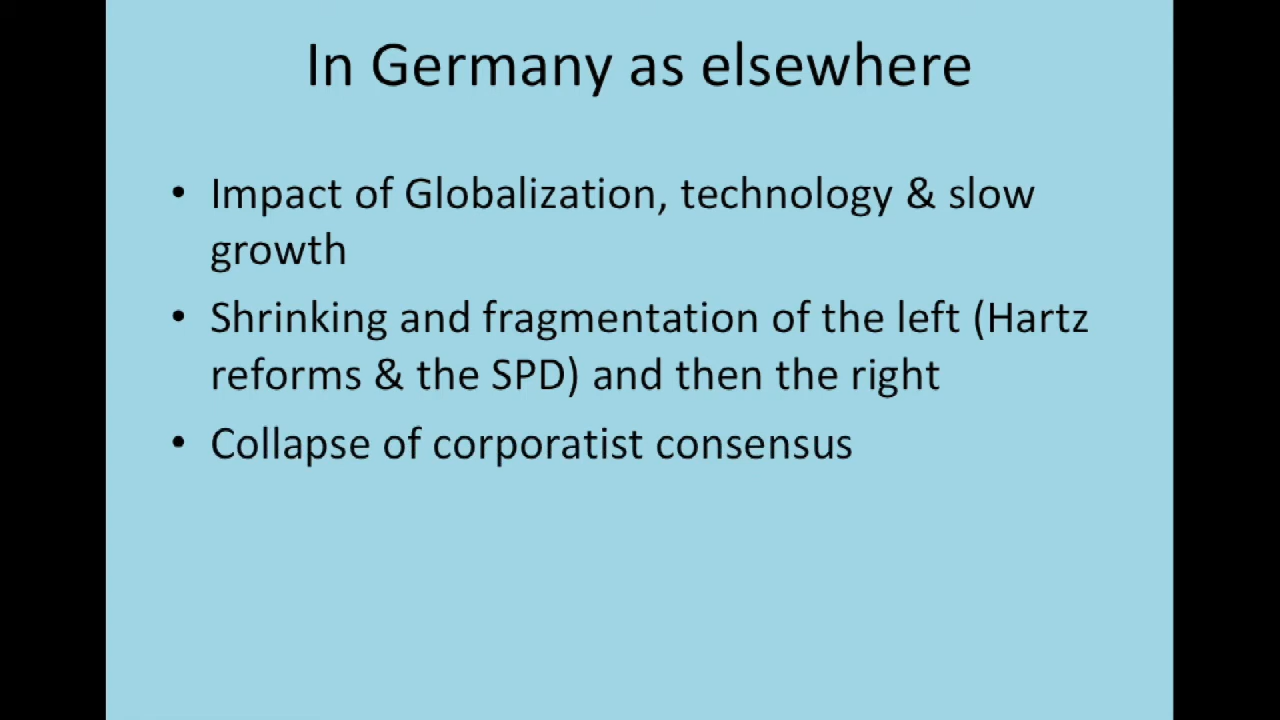 In Germany as elsewhere
• Impact of Globalization, technology & slow
growth
• Shrinking and fragmentation of the left (Hartz
reforms & the SPD) and then the right
• Collapse of corporatist consensus